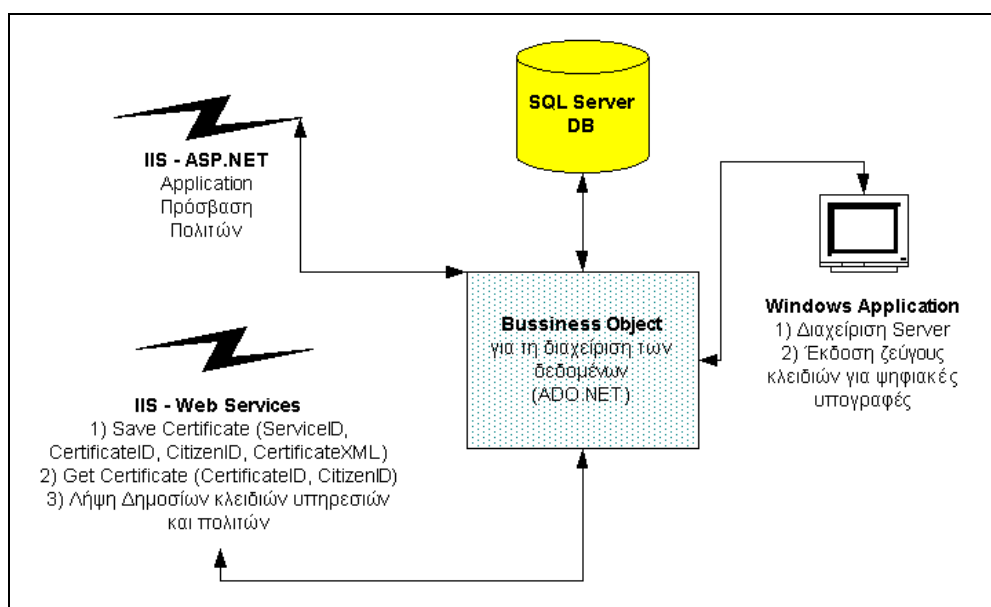 SQL Server
DB
IIS - ASP.NET
Application
Πρόσβαση
Πολιτών
Bussiness Object
για τη διαχείριση των
δεδομένων
(ADO.NET)
Windows Application
1) Διαχείριση Server
2) Έκδοση ζεύγους
κλειδιών για ψηφιακές
υπογραφές
IIS - Web Services
1) Save Certificate (ServiceID,
CertificateID, CitizenID, CertificateXML)
2) Get Certificate (CertificateID, CitizenID)
3) Λήψη Δημοσίων κλειδιών υπηρεσιών
και πολιτών